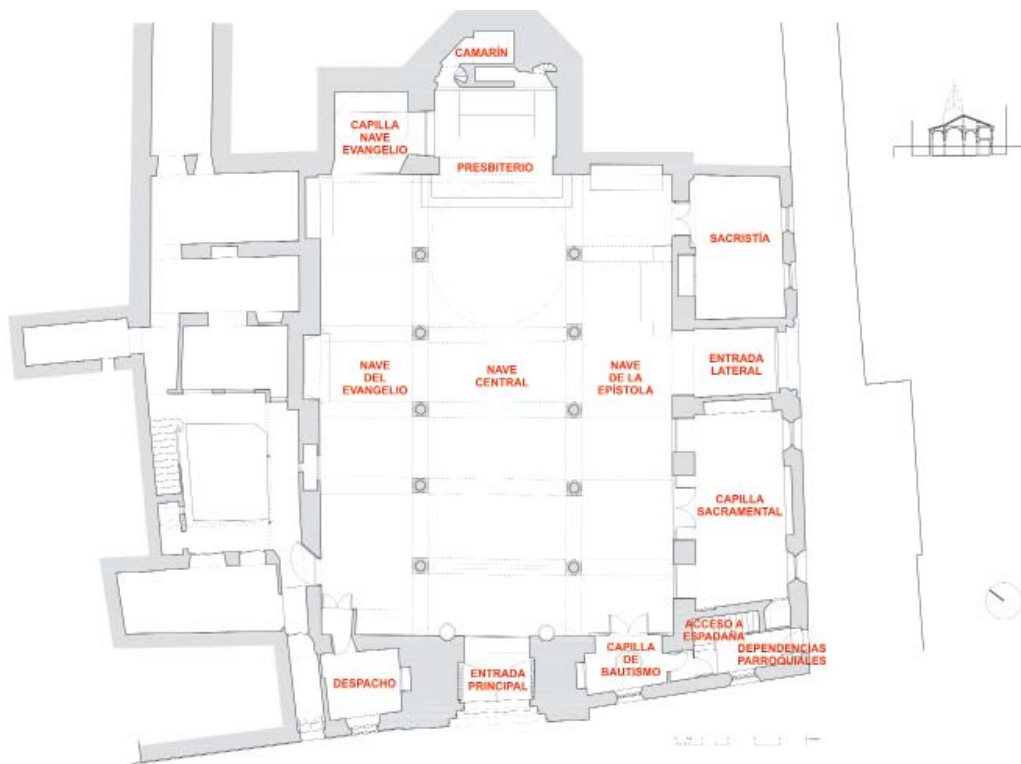 CAMARÍN
CAPILLA
NAVE
EVANGELIO
PRESBITERIO
SACRISTÍA
NAVE
DEL
EVANGELIO
NAVE
CENTRAL
NAVE
DE LA
EPÍSTOLA
ENTRADA
LATERAL
CAPILLA
SACRAMENTAL
ACCESO A
ESPADAÑA
DEPENDENCIAS
PARROQUIALES
CAPILLA
DE
BAUTISMO
ENTRADA
PRINCIPAL
DESPACHO